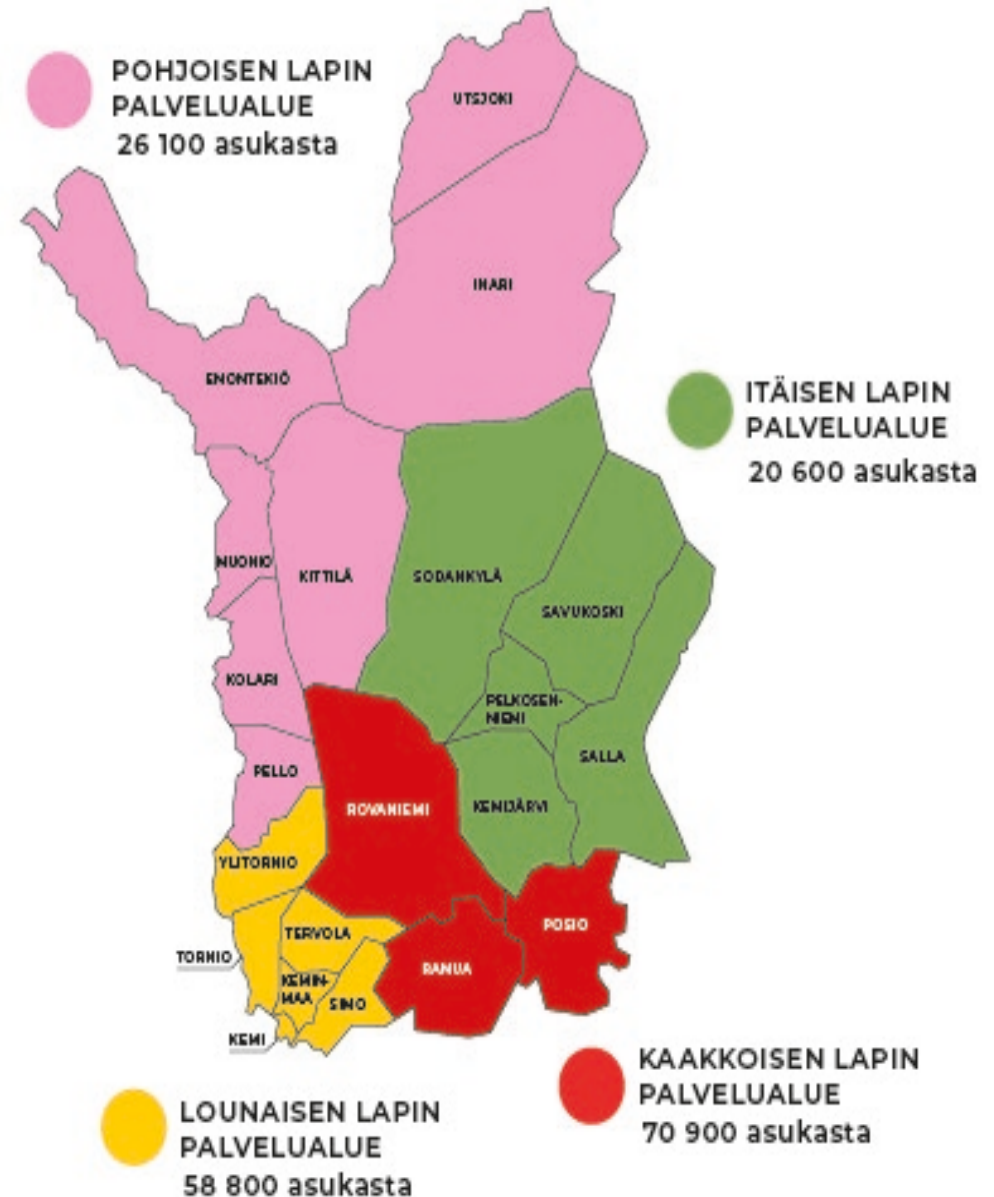 POHJOISEN LAPIN
PALVELUALUE
26 100 asukasta
UTSJOKI
INARI
ENONTEKIÖ
ITÄISEN LAPIN
PALVELUALUE
20 600 asukasta
MUONIO
KITTILÄ
SODANKYLÄ
SAVUKOSKI
KOLARI
PELKOSEN-
NIEMI
SALLA
PELLO
ROVANIEMI
KEMIJÄRVI
YLITORNIO
POSIO
TERVOLA
TORNIO
RANUA
KEMIN-
MAA
SIMO
KEMI
KAAKKOISEN LAPIN
PALVELUALUE
70 900 asukasta
LOUNAISEN LAPIN
PALVELUALUE
58 800 asukasta